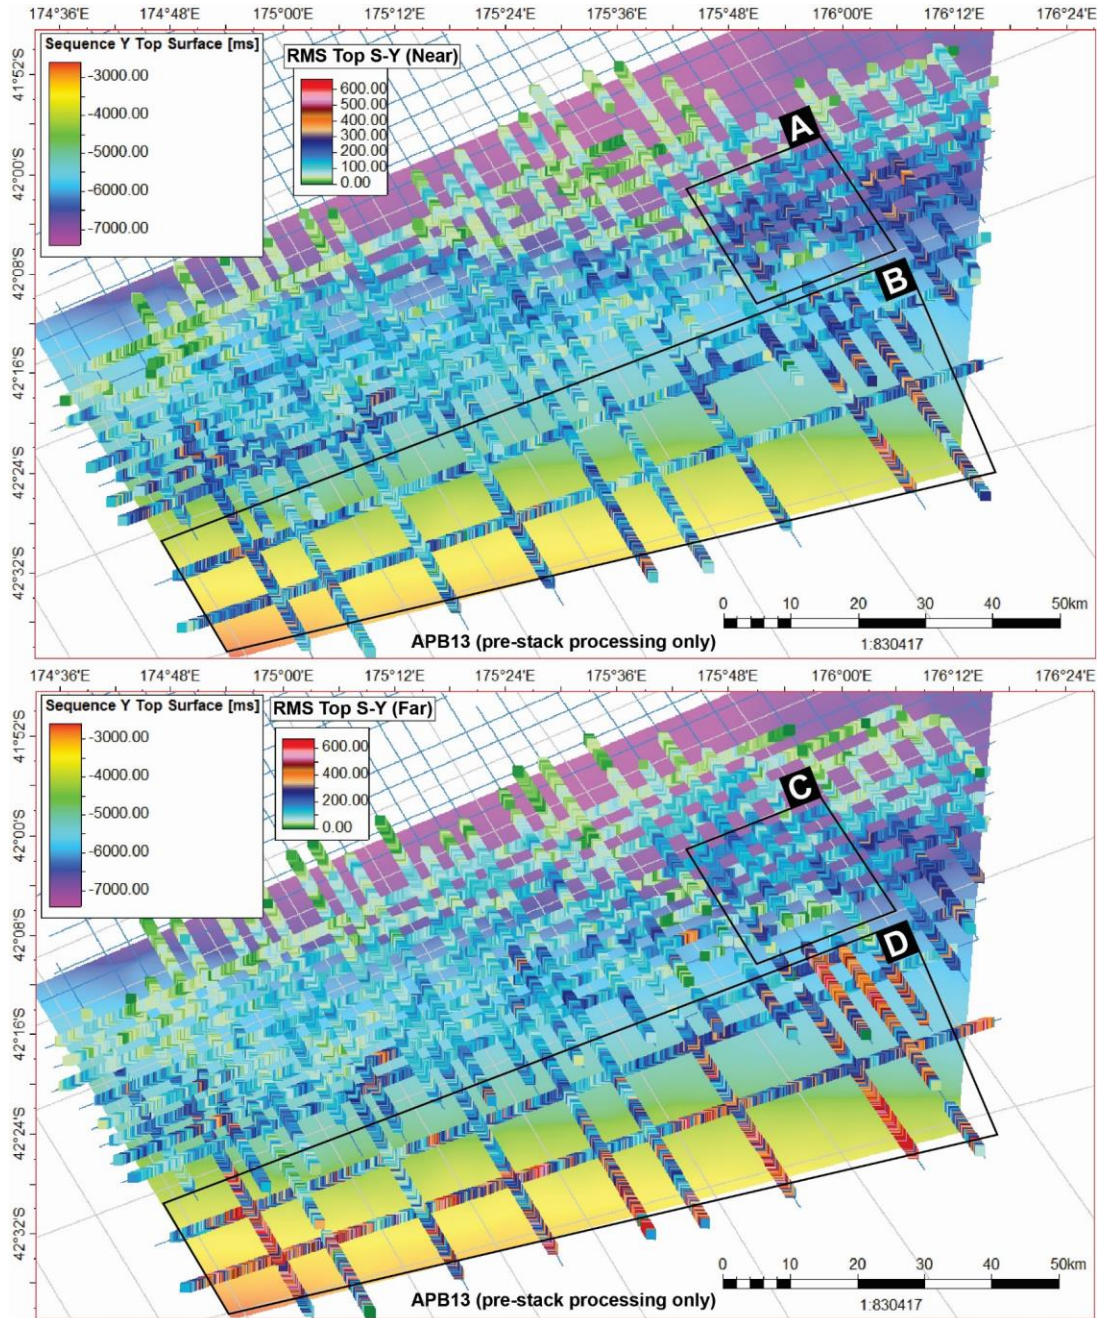 174°36'E 174°48'E 175°00'E 175°12'E 175°24'E 175°36'E 175°48'E 176°00'E 176°12'E 176°24'E
Sequence Y Top Surface [ms]
-3000.00
-4000.00
-5000.00
-6000.00
-7000.00
RMS Top S-Y (Near)
600.00
500.00
400.00
300.00
200.00
100.00
0.00
41°52'S
42°00'S
42°08'S
42°16'S
42°24'S
42°32'S
A
B
0 10 20 30 40 50km
1:830417
APB13 (pre-stack processing only)
174°36'E 174°48'E 175°00'E 175°12'E 175°24'E 175°36'E 175°48'E 176°00'E 176°12'E 176°24'E
Sequence Y Top Surface [ms]
-3000.00
-4000.00
-5000.00
-6000.00
-7000.00
RMS Top S-Y (Far)
600.00
400.00
200.00
0.00
41°52'S
42°00'S
42°08'S
42°16'S
42°24'S
42°32'S
C
D
0 10 20 30 40 50km
1:830417
APB13 (pre-stack processing only)